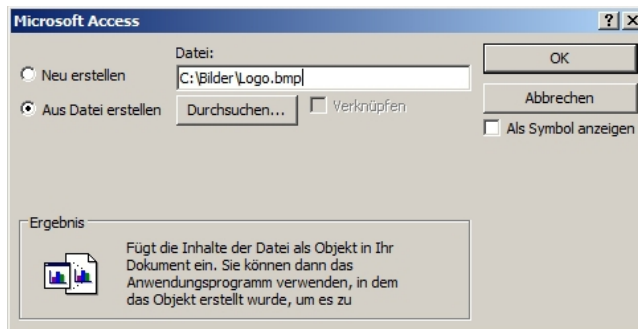 Microsoft Access
Datei:
Neu erstellen
C:\Bilder\Logo.bmp
OK
Aus Datei erstellen
Durchsuchen...
Verknüpfen
Abbrechen
Als Symbol anzeigen
Ergebnis
Fügt die Inhalte der Datei als Objekt in Ihr
Dokument ein. Sie können dann das
Anwendungsprogramm verwenden, in dem
das Objekt erstellt wurde, um es zu